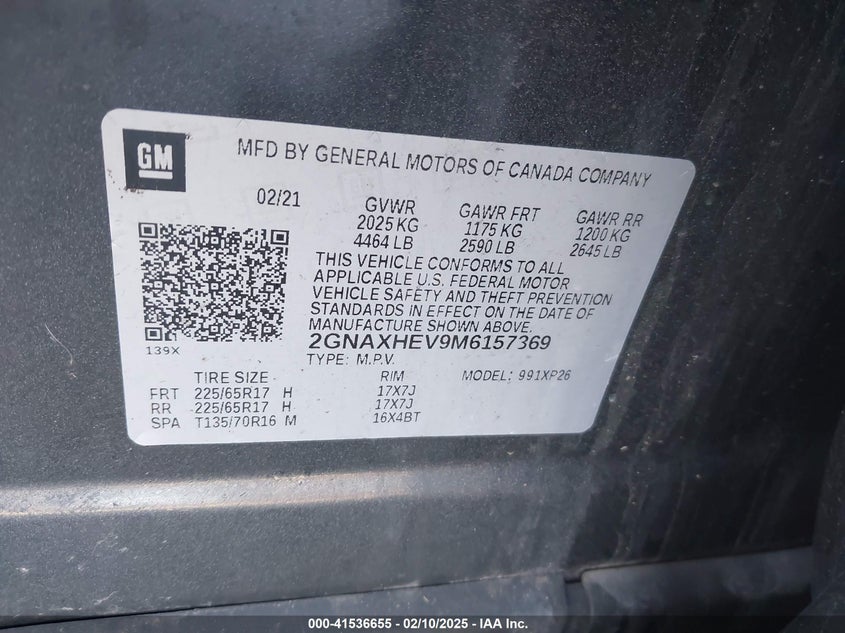 GM
MFD BY GENERAL MOTORS OF CANADA COMPANY
02/21
GVWR
2025 KG
4464 LB
GAWR FRT
1175 KG
2590 LB
GAWR RR
1200 KG
2645 LB
THIS VEHICLE CONFORMS TO ALL
APPLICABLE U.S. FEDERAL MOTOR
VEHICLE SAFETY AND THEFT PREVENTION
STANDARDS IN EFFECT ON THE DATE OF
MANUFACTURE SHOWN ABOVE.
139X
2GNAXHEV9M6157369
TYPE: M.P.V.
TIRE SIZE RIM MODEL: 991XP26
FRT 225/65R17 H 17X7J
RR 225/65R17 H 17X7J
SPA T135/70R16 M 16X4BT
000-41536655 - 02/10/2025 - IAA Inc.